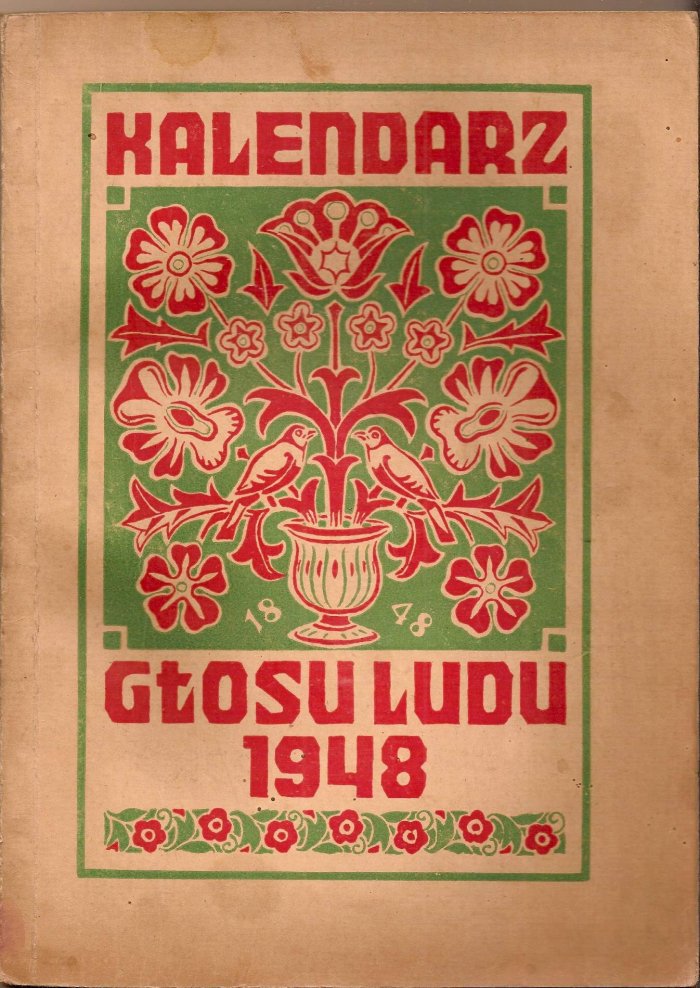 KALENDARZ
18 48
GŁOSU LUDU
1948